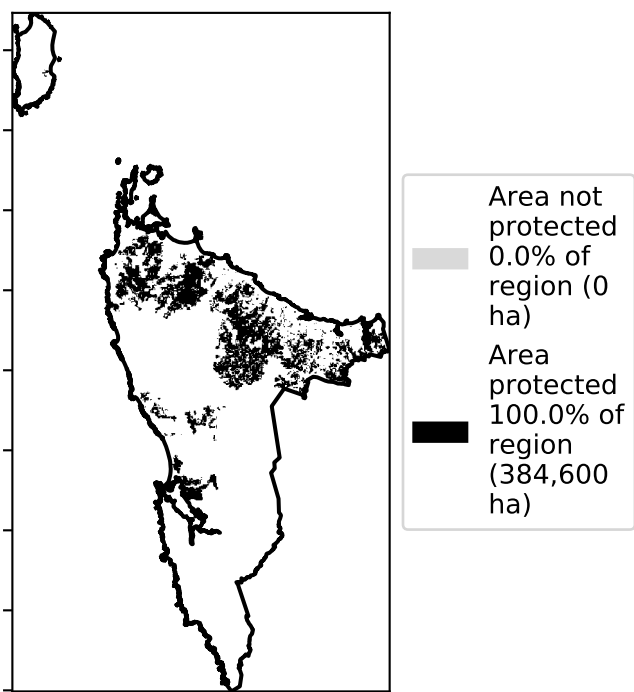 Area not
protected
0.0% of
region (0
ha)
Area
protected
100.0% of
region
(384,600
ha)